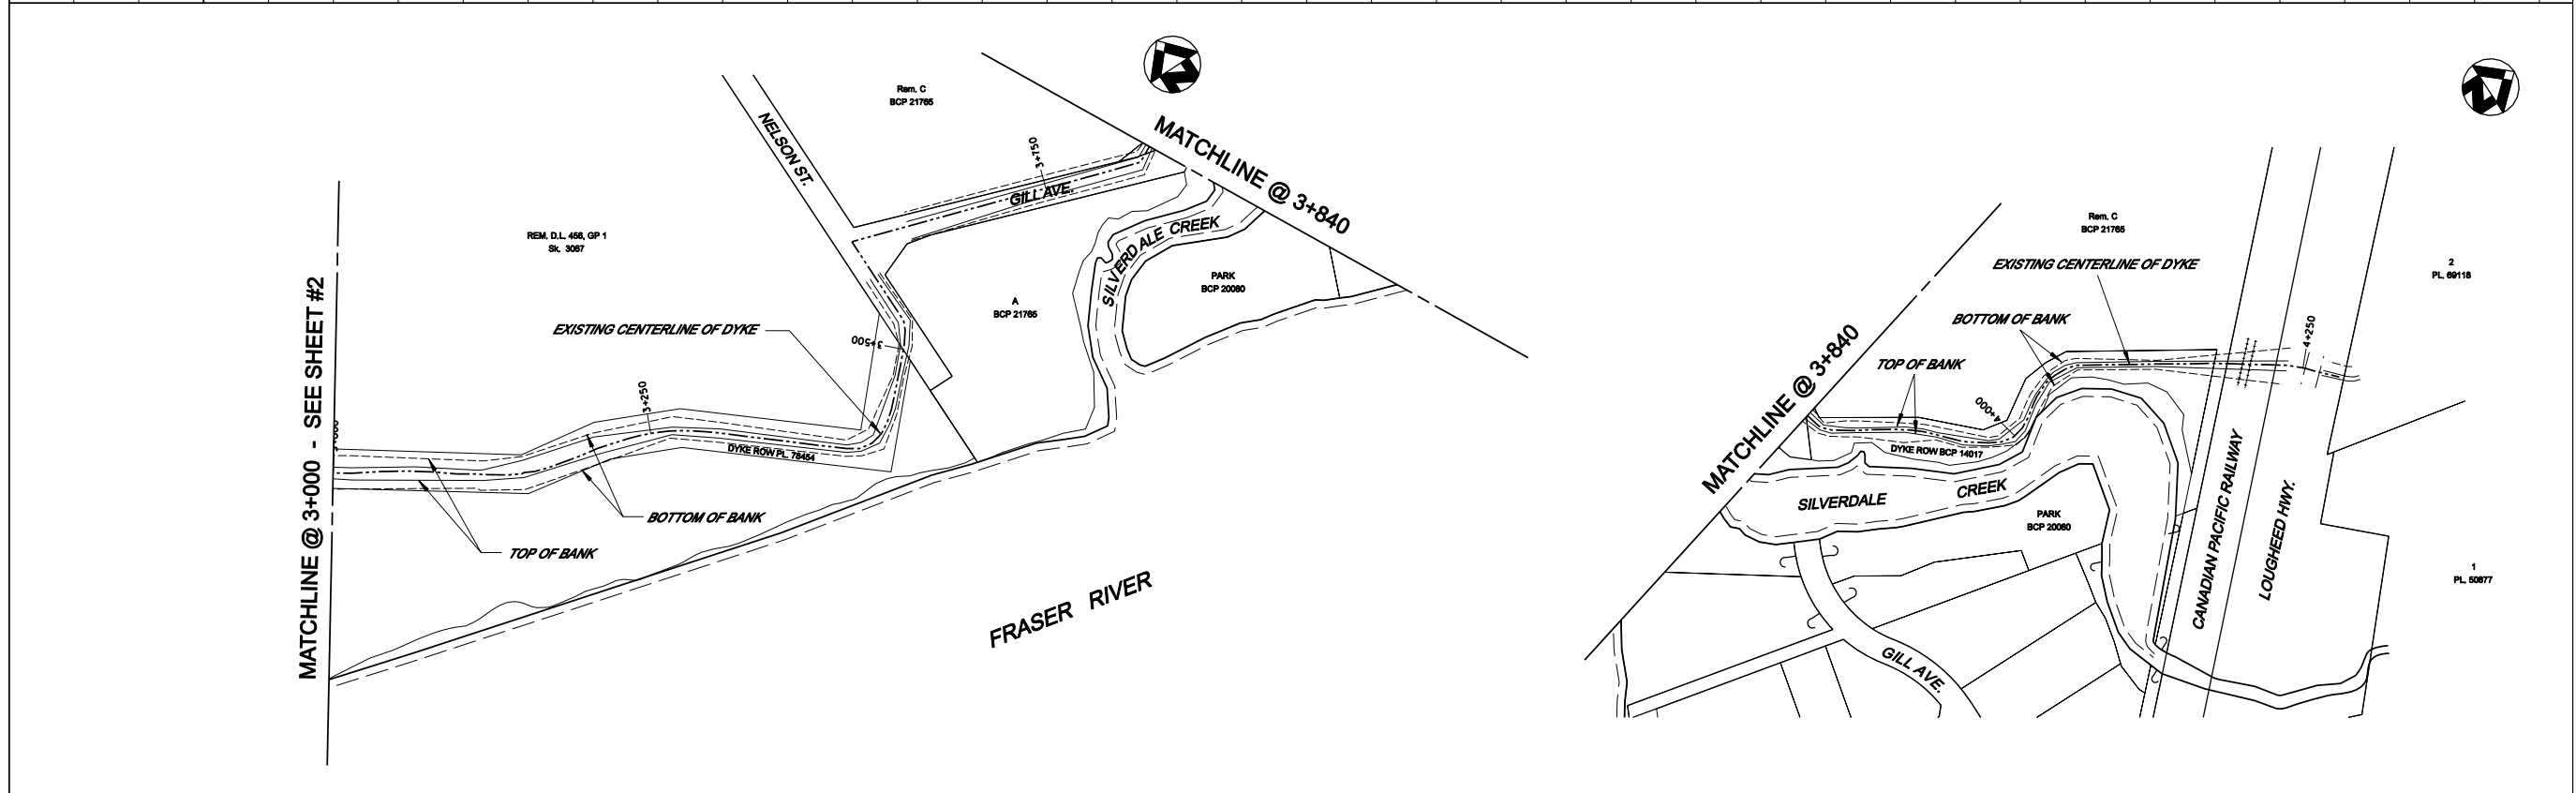 Rem. C
BCP 21765
NELSON ST.
3+750
GILL AVE.
MATCHLINE @ 3+840
SILVERDALE CREEK
REM. D.L. 458, GP 1
Sk. 3067
PARK
BCP 20080
A
BCP 21765
EXISTING CENTERLINE OF DYKE
3+500
3+250
DYKE ROW PL. 78454
MATCHLINE @ 3+000 - SEE SHEET #2
BOTTOM OF BANK
TOP OF BANK
FRASER RIVER
Rem. C
BCP 21765
EXISTING CENTERLINE OF DYKE
2
PL. 69118
BOTTOM OF BANK
4+250
TOP OF BANK
MATCHLINE @ 3+840
4+000
DYKE ROW BCP 14017
SILVERDALE CREEK
PARK
BCP 20080
CANADIAN PACIFIC RAILWAY
LOUGHEED HWY.
1
PL. 50877
GILL AVE.